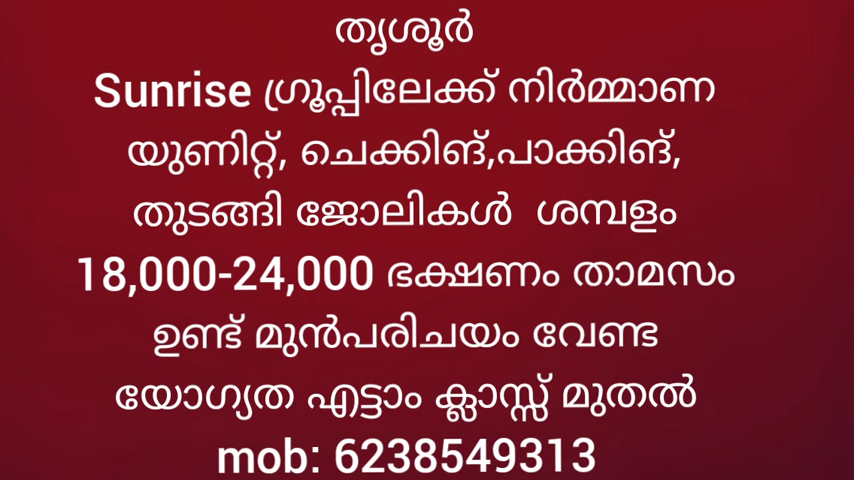 തൃശൂർ
Sunrise ഗ്രൂപ്പിലേക്ക് നിർമ്മാണ
യുണിറ്റ്, ചെക്കിങ്,പാക്കിങ്,
തുടങ്ങി ജോലികൾ ശമ്പളം
18,000-24,000 ഭക്ഷണം താമസം
ഉണ്ട് മുൻപരിചയം വേണ്ട
യോഗ്യത എട്ടാം ക്ലാസ്സ് മുതൽ
mob: 6238549313